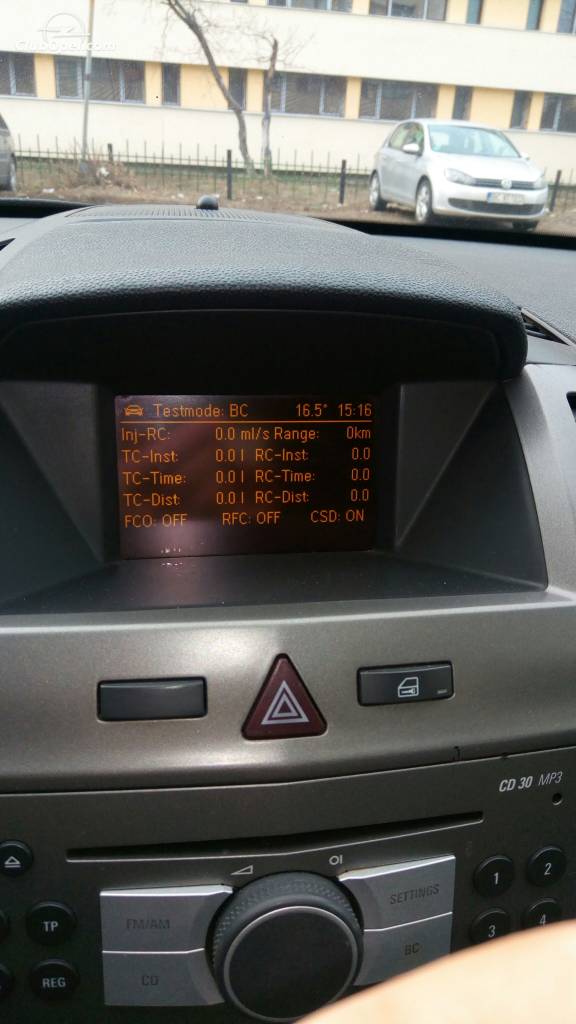 ClubOpel.com
Testmode: BC 16.5° 15:16
Inj-RC: 0.0 ml/s Range: 0km
TC-Inst: 0.0 l RC-Inst: 0.0
TC-Time: 0.0 l RC-Time: 0.0
TC-Dist: 0.0 l RC-Dist: 0.0
FCO: OFF RFC: OFF CSD: ON
CD 30 MP3
FM/AM SETTINGS 1 2
TP CD BC 3 4
REG